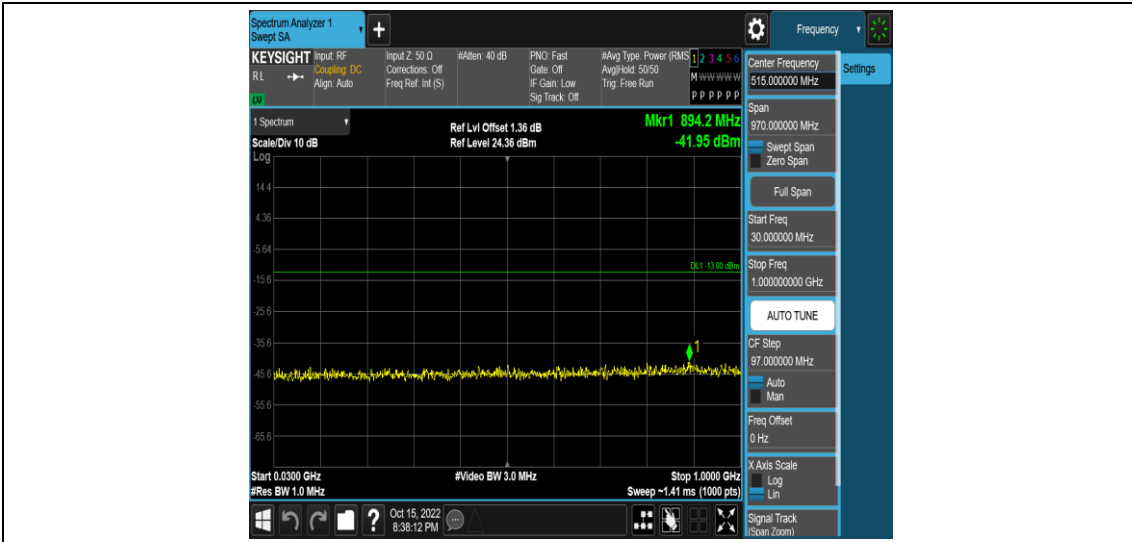 Spectrum Analyzer 1
Swept SA
+
Frequency
KEYSIGHT
RL
LXI
Input: RF
Coupling: DC
Align: Auto
Input Z: 50 Ω
Corrections: Off
Freq Ref: Int (S)
#Atten: 40 dB
PNO: Fast
Gate: Off
IF Gain: Low
Sig Track: Off
#Avg Type: Power (RMS
Avg|Hold: 50/50
Trig: Free Run
1 2 3 4 5 6
M W W W W W
P P P P P P
1 Spectrum
Scale/Div 10 dB
Log
Ref Lvl Offset 1.36 dB
Ref Level 24.36 dBm
Mkr1 894.2 MHz
-41.95 dBm
14.4
4.36
-5.64
DL1 -13.00 dBm
-15.6
-25.6
-35.6
1
-45.6
-55.6
-65.6
Start 0.0300 GHz
#Res BW 1.0 MHz
#Video BW 3.0 MHz
Stop 1.0000 GHz
Sweep ~1.41 ms (1000 pts)
Center Frequency
515.000000 MHz
Settings
Span
970.000000 MHz
Swept Span
Zero Span
Full Span
Start Freq
30.000000 MHz
Stop Freq
1.000000000 GHz
AUTO TUNE
CF Step
97.000000 MHz
Auto
Man
Freq Offset
0 Hz
X Axis Scale
Log
Lin
Signal Track
(Span Zoom)
?
Oct 15, 2022
8:38:12 PM